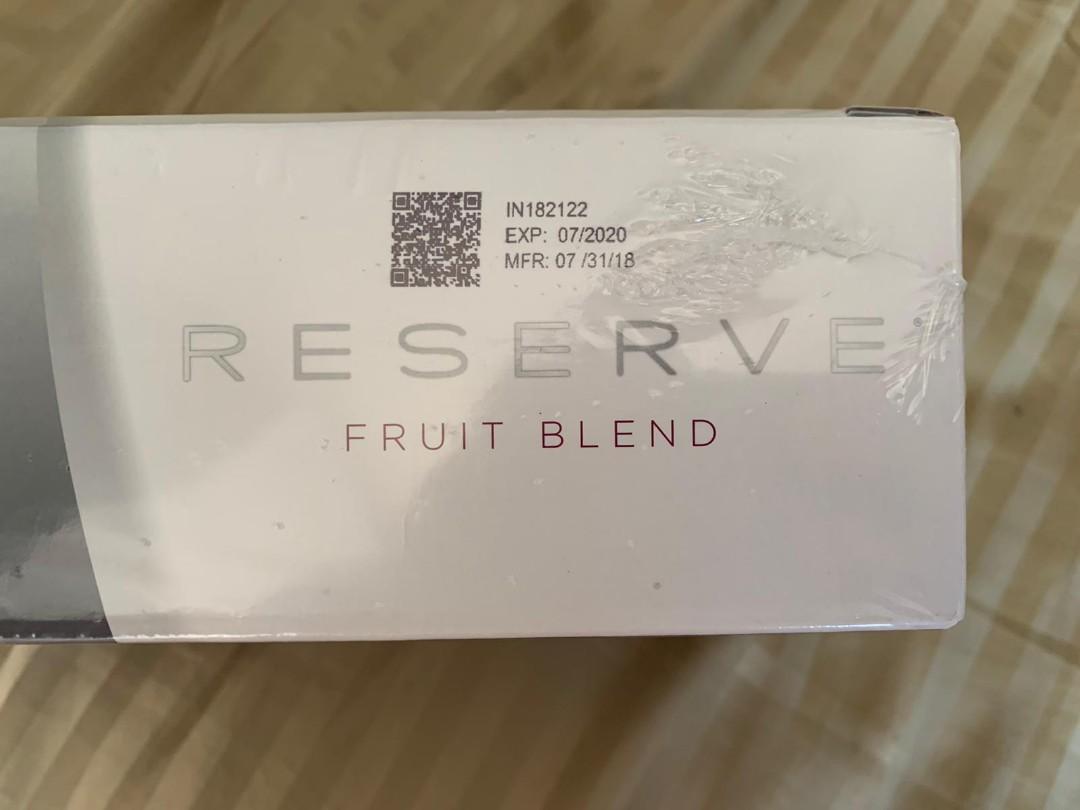 IN182122
EXP: 07/2020
MFR: 07 /31/18
RESERVE®
FRUIT BLEND